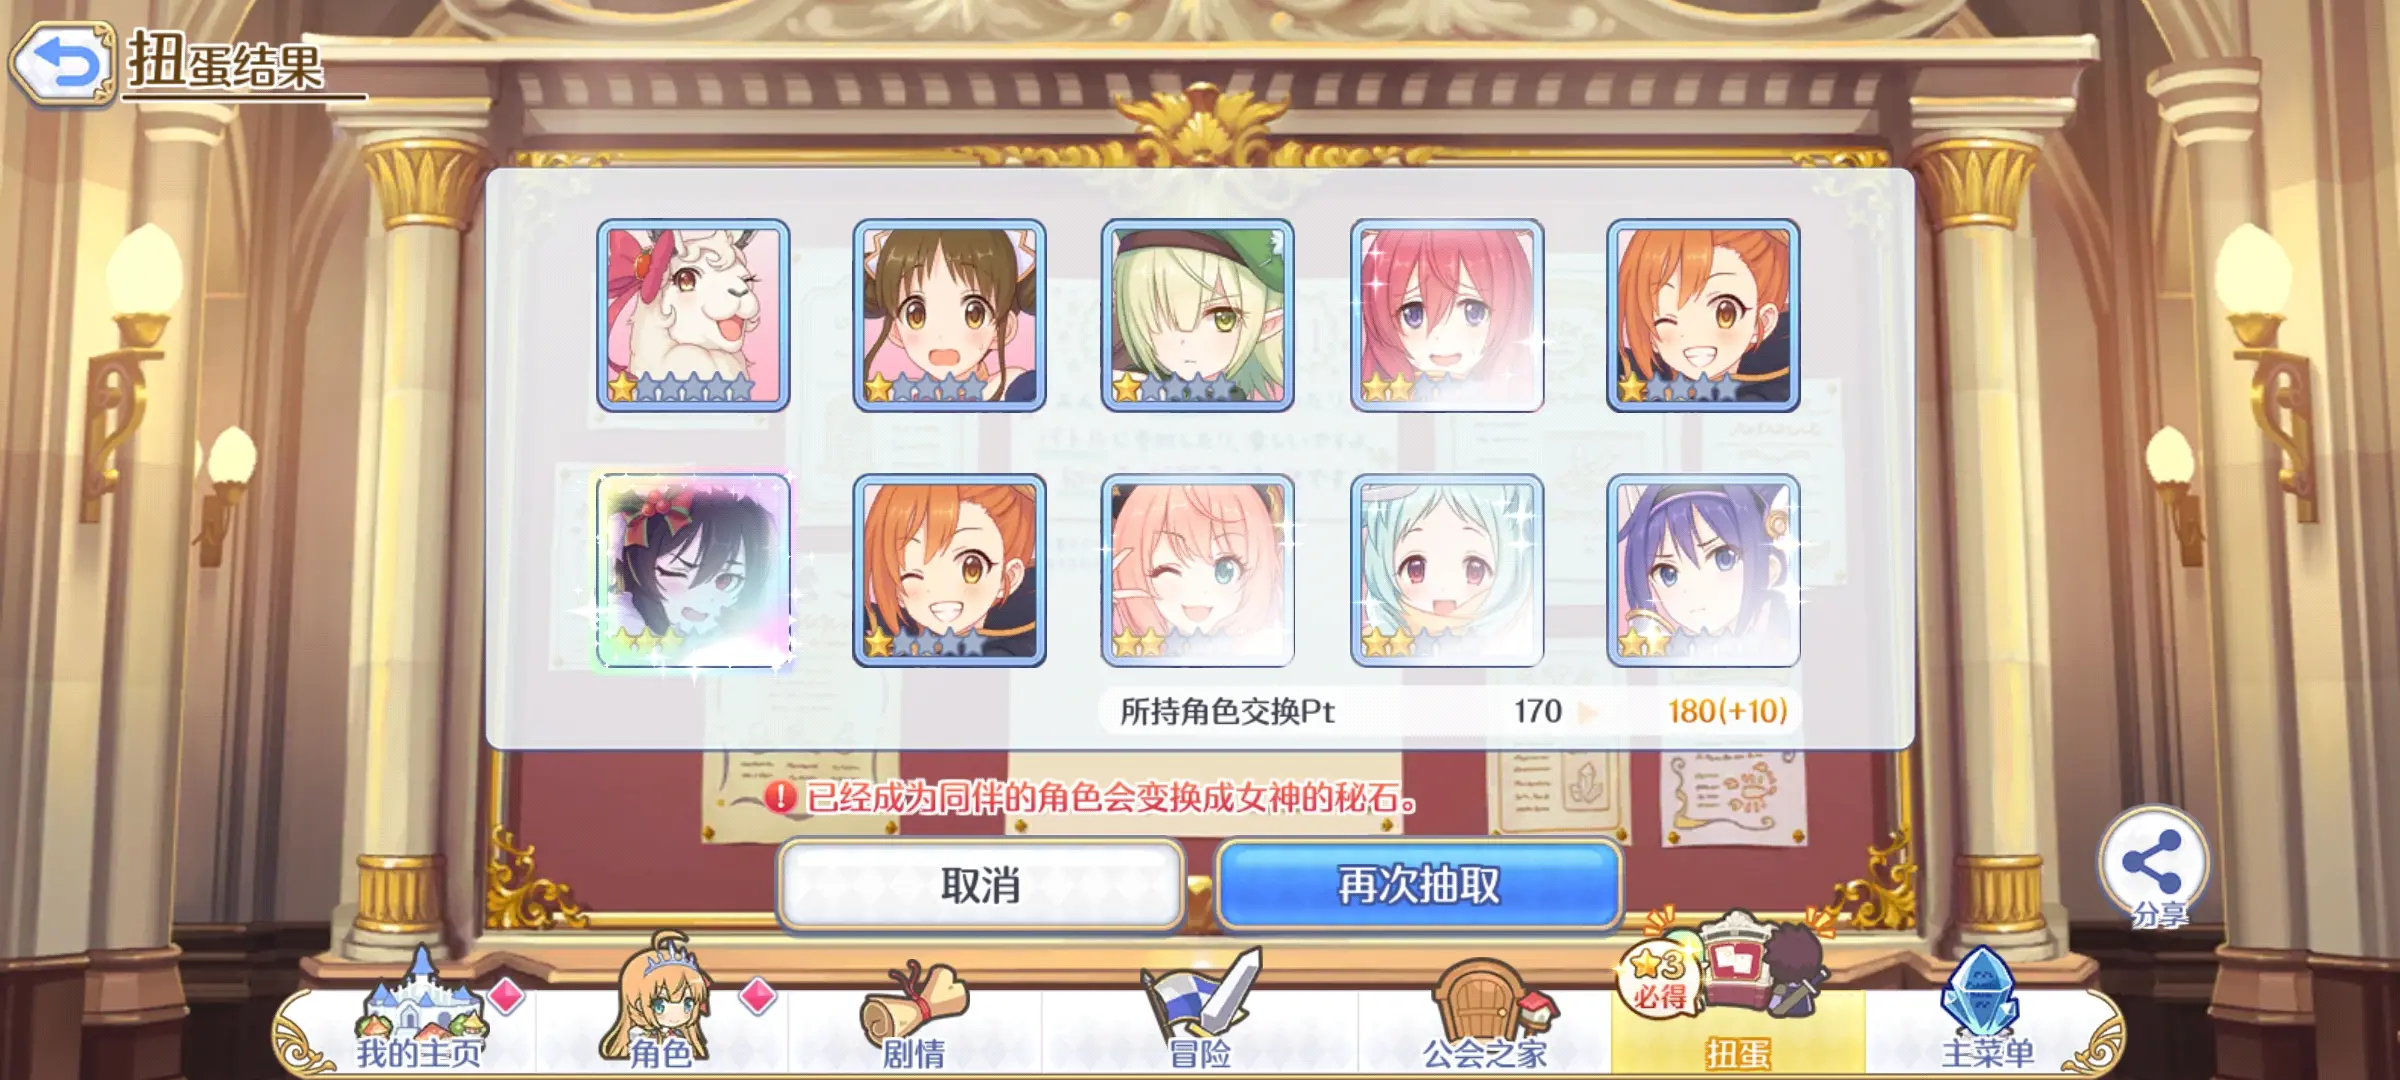 扭蛋结果
所持角色交换Pt 170 180(+10)
已经成为同伴的角色会变换成女神的秘石。
取消
再次抽取
分享
3
必得
我的主页
角色
剧情
冒险
公会之家
扭蛋
主菜单